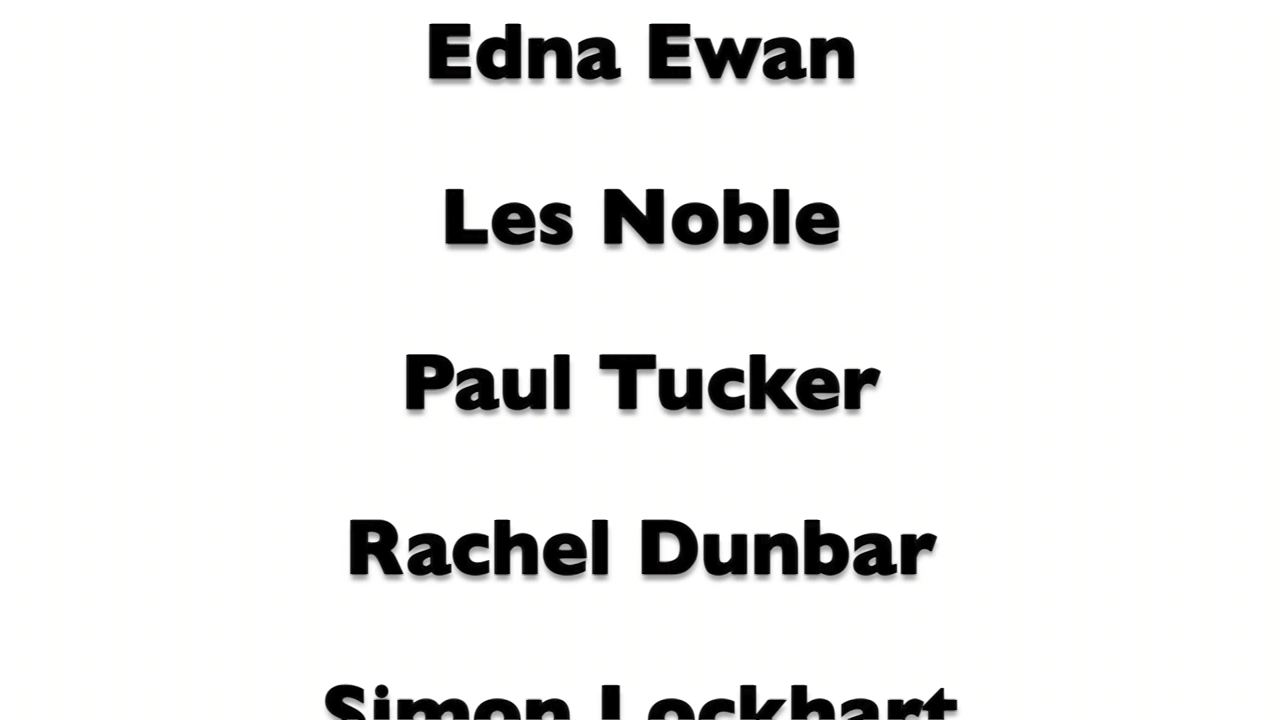 Edna Ewan
Les Noble
Paul Tucker
Rachel Dunbar
Simon Lockhart